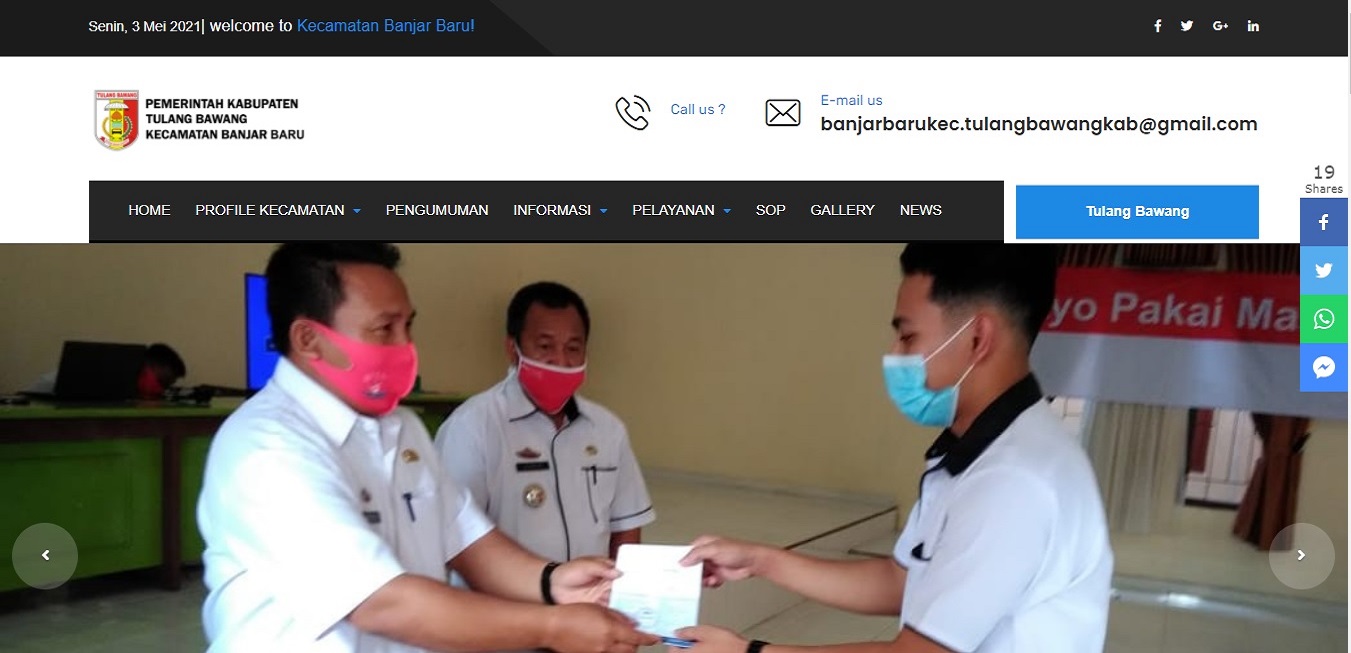 Senin, 3 Mei 2021| welcome to Kecamatan Banjar Baru!
TULANG BAWANG
PEMERINTAH KABUPATEN
TULANG BAWANG
KECAMATAN BANJAR BARU
Call us ?
E-mail us
banjarbarukec.tulangbawangkab@gmail.com
19
Shares
HOME PROFILE KECAMATAN PENGUMUMAN INFORMASI PELAYANAN SOP GALLERY NEWS
Tulang Bawang
yo Pakai Ma